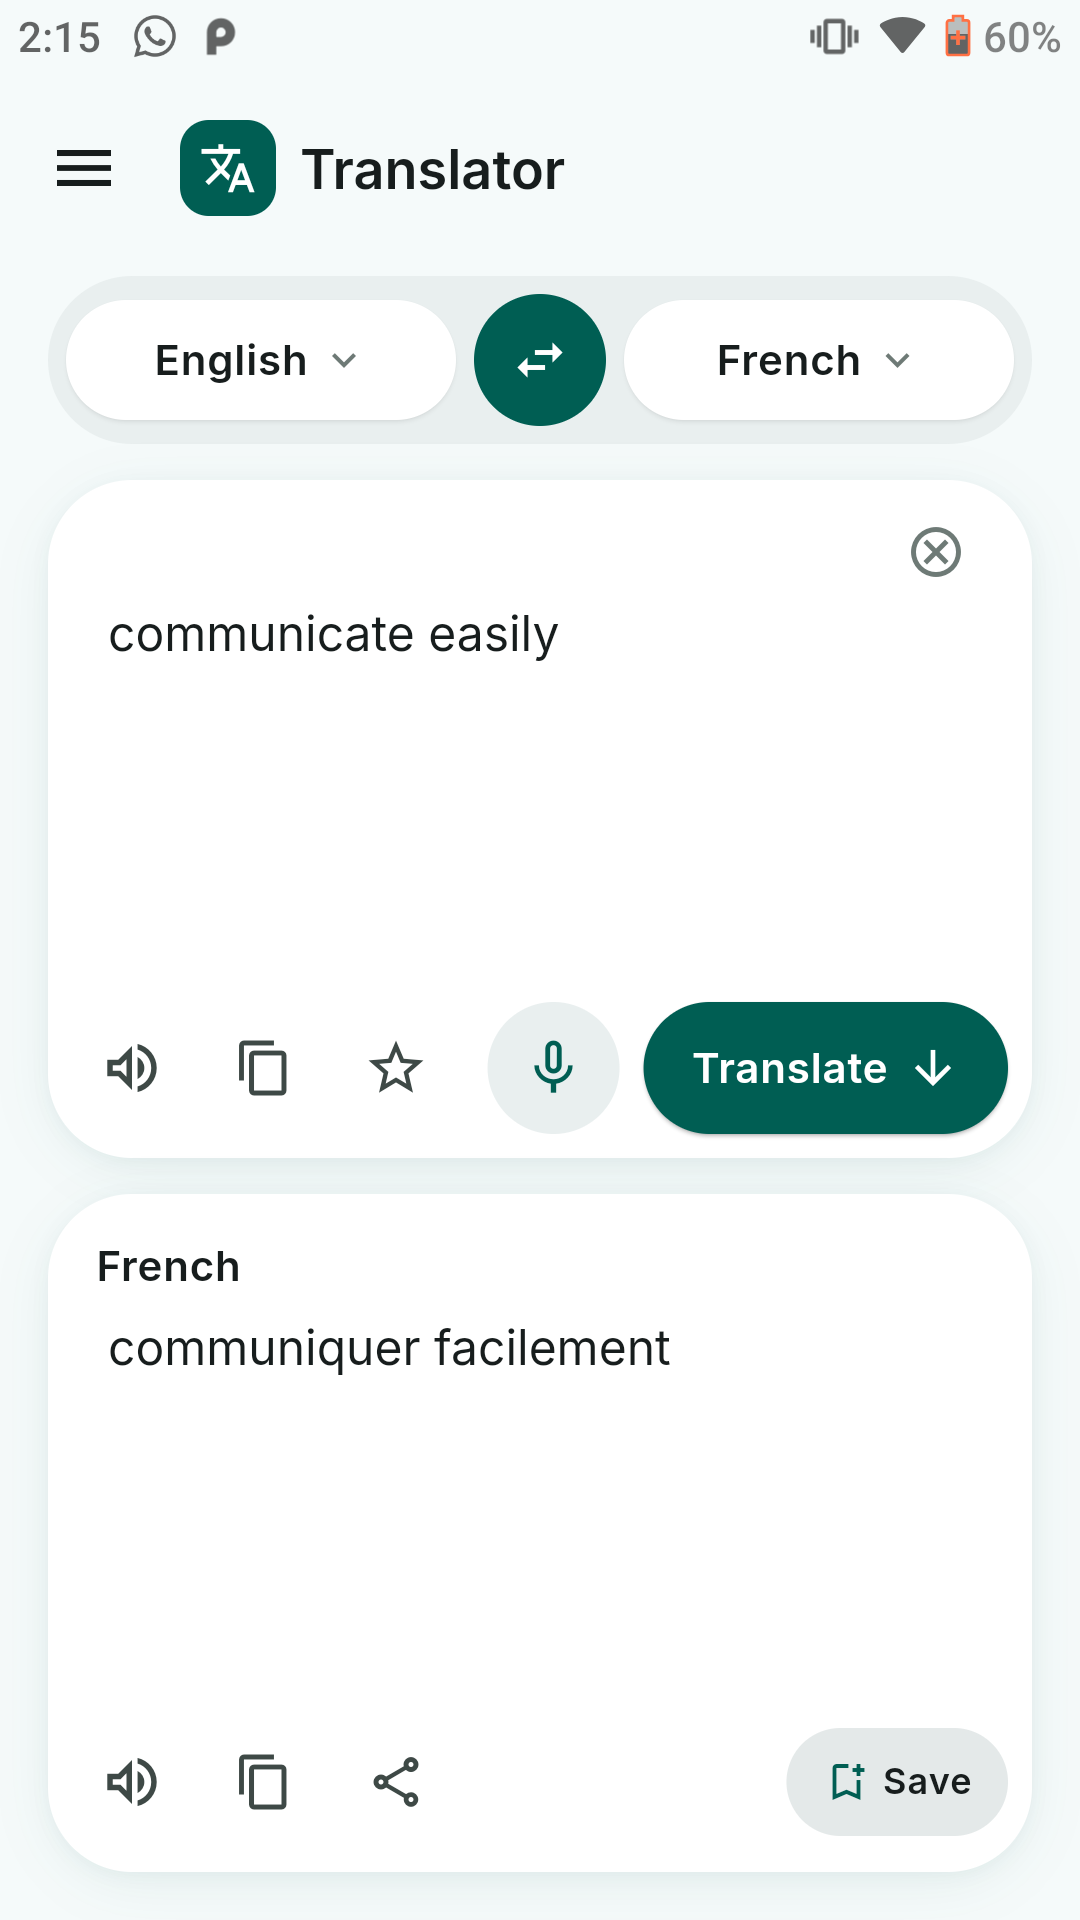 2:15 60%
Translator
English French
communicate easily
Translate
French
communiquer facilement
Save